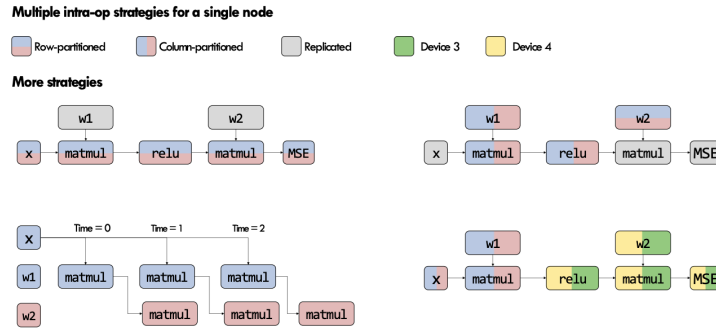 Multiple intra-op strategies for a single node
Row-partitioned Column-partitioned Replicated Device 3 Device 4
More strategies
w1 w2
x matmul relu matmul MSE
w1 w2
x matmul relu matmul MSE
x Time = 0 Time = 1 Time = 2
w1 matmul matmul matmul
w2 matmul matmul matmul
w1 w2
x matmul relu matmul MSE